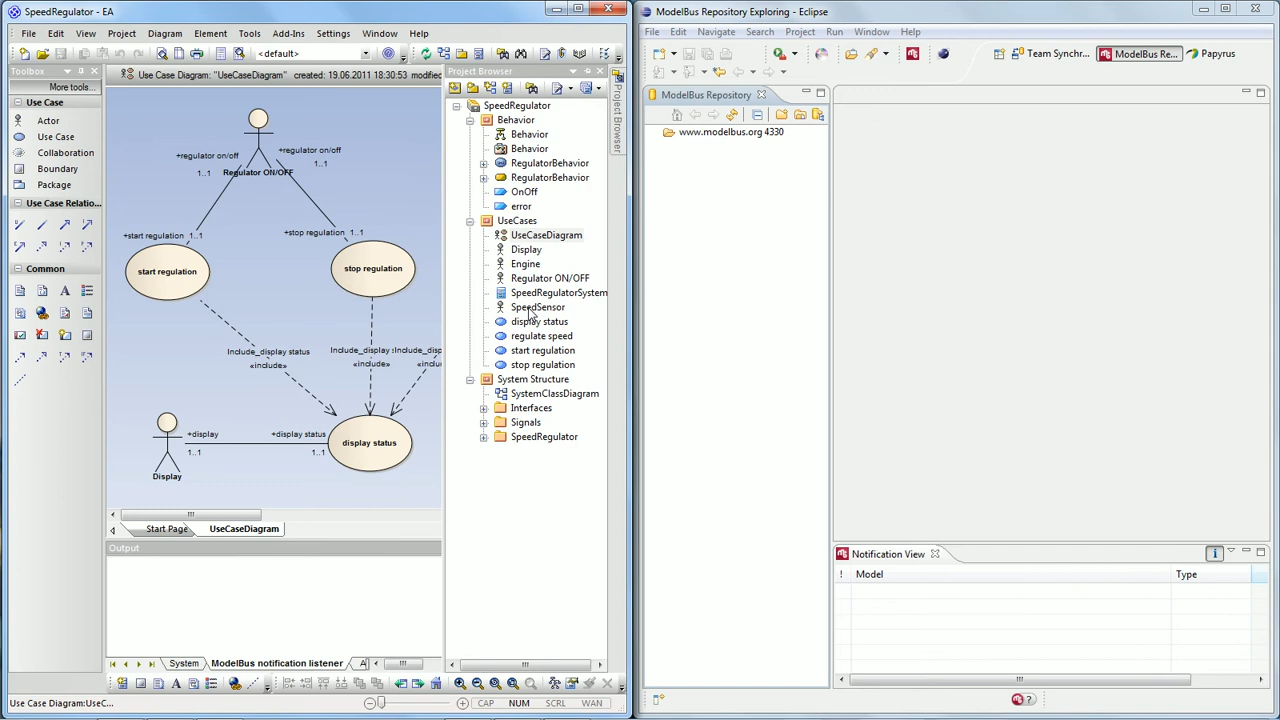 SpeedRegulator - EA
File Edit View Project Diagram Element Tools Add-Ins Settings Window Help
<default>
Toolbox
More tools...
Use Case
Actor
Use Case
Collaboration
Boundary
Package
Use Case Relatio...
Common
Use Case Diagram: "UseCaseDiagram" created: 19.06.2011 18:10:53 modified
+regulator on/off
1..1
+regulator on/off
1..1
Regulator ON/OFF
+start regulation 1..1
+stop regulation 1..1
start regulation
stop regulation
Include_display status
«include»
«include»
«include»
+display
1..1
+display status
1..1
display status
Display
Start Page
UseCaseDiagram
Output
System
ModelBus notification listener
A
Project Browser
SpeedRegulator
Behavior
Behavior
Behavior
RegulatorBehavior
RegulatorBehavior
OnOff
error
UseCases
UseCaseDiagram
Display
Engine
Regulator ON/OFF
SpeedRegulatorSystem
SpeedSensor
display status
regulate speed
start regulation
stop regulation
System Structure
SystemClassDiagram
Interfaces
Signals
SpeedRegulator
Project Browser
Use Case Diagram:UseC...
CAP NUM SCRL WAN
ModelBus Repository Exploring - Eclipse
File Edit Navigate Search Project Run Window Help
Team Synchr...
ModelBus Re...
Papyrus
ModelBus Repository
www.modelbus.org 4330
Notification View
! Model Type